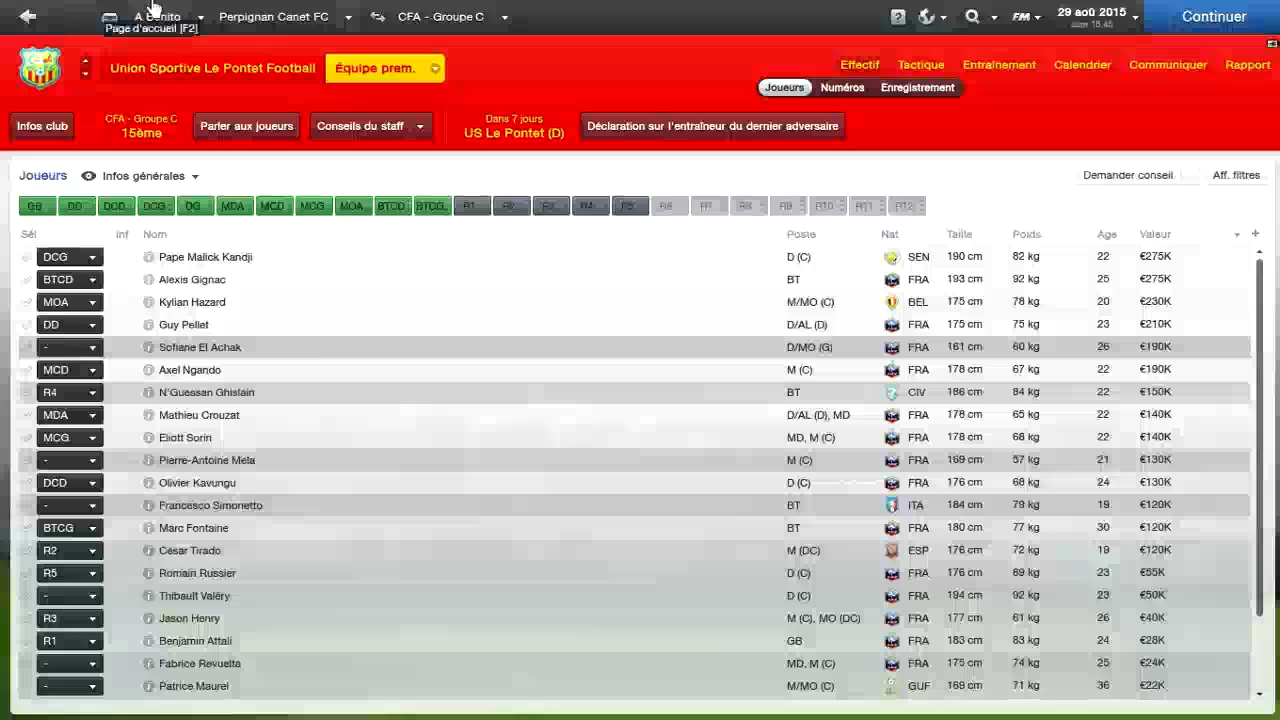 A Benito Perpignan Canet FC CFA - Groupe C ? FM 29 aoû 2015 Continuer
Page d'accueil [F2]
Union Sportive Le Pontet Football Équipe prem.
Effectif Tactique Entraînement Calendrier Communiquer Rapport
Joueurs Numéros Enregistrement
Infos club CFA - Groupe C 15ème Parler aux joueurs Conseils du staff Dans 7 jours US Le Pontet (D) Déclaration sur l'entraîneur du dernier adversaire
Joueurs Infos générales Demander conseil Aff. filtres
GB DD DCD DCG DG MDA MCD MCG MOA BTCD BTCG R1 R2 R3 R4 R5 R6 R7 R8 R9 R10 R11 R12
Sél Inf Nom Poste Nat Taille Poids Age Valeur
DCG Pape Malick Kandji D (C) SEN 190 cm 82 kg 22 €275K
BTCD Alexis Gignac BT FRA 193 cm 92 kg 25 €275K
MOA Kylian Hazard M/MO (C) BEL 175 cm 78 kg 20 €230K
DD Guy Pellet D/AL (D) FRA 175 cm 75 kg 23 €210K
- Sofiane El Achak D/MO (G) FRA 161 cm 60 kg 26 €190K
MCD Axel Ngando M (C) FRA 178 cm 67 kg 22 €190K
R4 N'Guessan Ghislain BT CIV 186 cm 84 kg 22 €150K
MDA Mathieu Crouzat D/AL (D), MD FRA 178 cm 65 kg 22 €140K
MCG Eliott Sorin MD, M (C) FRA 178 cm 68 kg 22 €140K
- Pierre-Antoine Mela M (C) FRA 169 cm 57 kg 21 €130K
DCD Olivier Kavungu D (C) FRA 176 cm 68 kg 24 €130K
- Francesco Simonetto BT ITA 184 cm 79 kg 19 €120K
BTCG Marc Fontaine BT FRA 180 cm 77 kg 30 €120K
R2 César Tirado M (DC) ESP 176 cm 72 kg 19 €120K
R5 Romain Russier D (C) FRA 176 cm 69 kg 23 €55K
- Thibault Valéry D (C) FRA 194 cm 92 kg 23 €50K
R3 Jason Henry M (C), MO (DC) FRA 177 cm 61 kg 26 €40K
R1 Benjamin Attali GB FRA 183 cm 83 kg 24 €28K
- Fabrice Revuelta MD, M (C) FRA 175 cm 74 kg 25 €24K
- Patrice Maurel M/MO (C) GUF 169 cm 71 kg 36 €22K